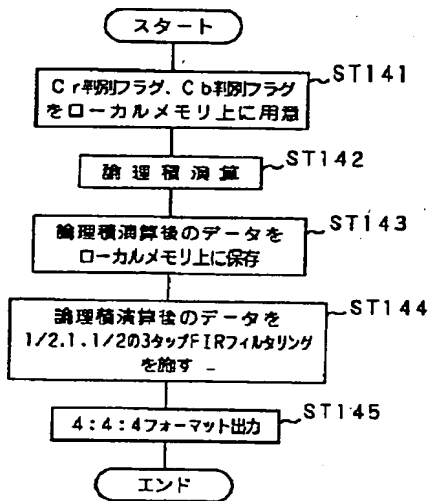 スタート
Cr判別フラグ、Cb判別フラグ
をローカルメモリ上に用意
ST141
論理積演算
ST142
論理積演算後のデータを
ローカルメモリ上に保存
ST143
論理積演算後のデータを
1/2.1.1/2の3タップFIRフィルタリング
を施す
ST144
4:4:4フォーマット出力
ST145
エンド